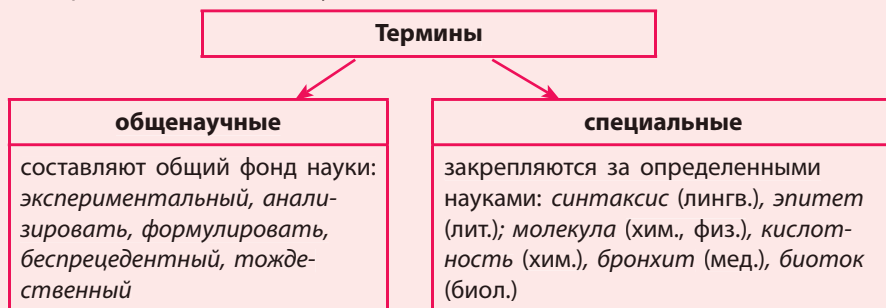 Термины
общенаучные
составляют общий фонд науки:
экспериментальный, анали-
зировать, формулировать,
беспрецедентный, тожде-
ственный
специальные
закрепляются за определенными
науками: синтаксис (лингв.), эпитет
(лит.); молекула (хим., физ.), кислот-
ность (хим.), бронхит (мед.), биоток
(биол.)